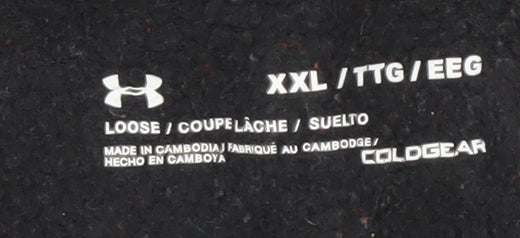 XXL / TTG / EEG
LOOSE / COUPE LÂCHE / SUELTO
MADE IN CAMBODIA / FABRIQUÉ AU CAMBODGE /
HECHO EN CAMBOYA
COLDGEAR